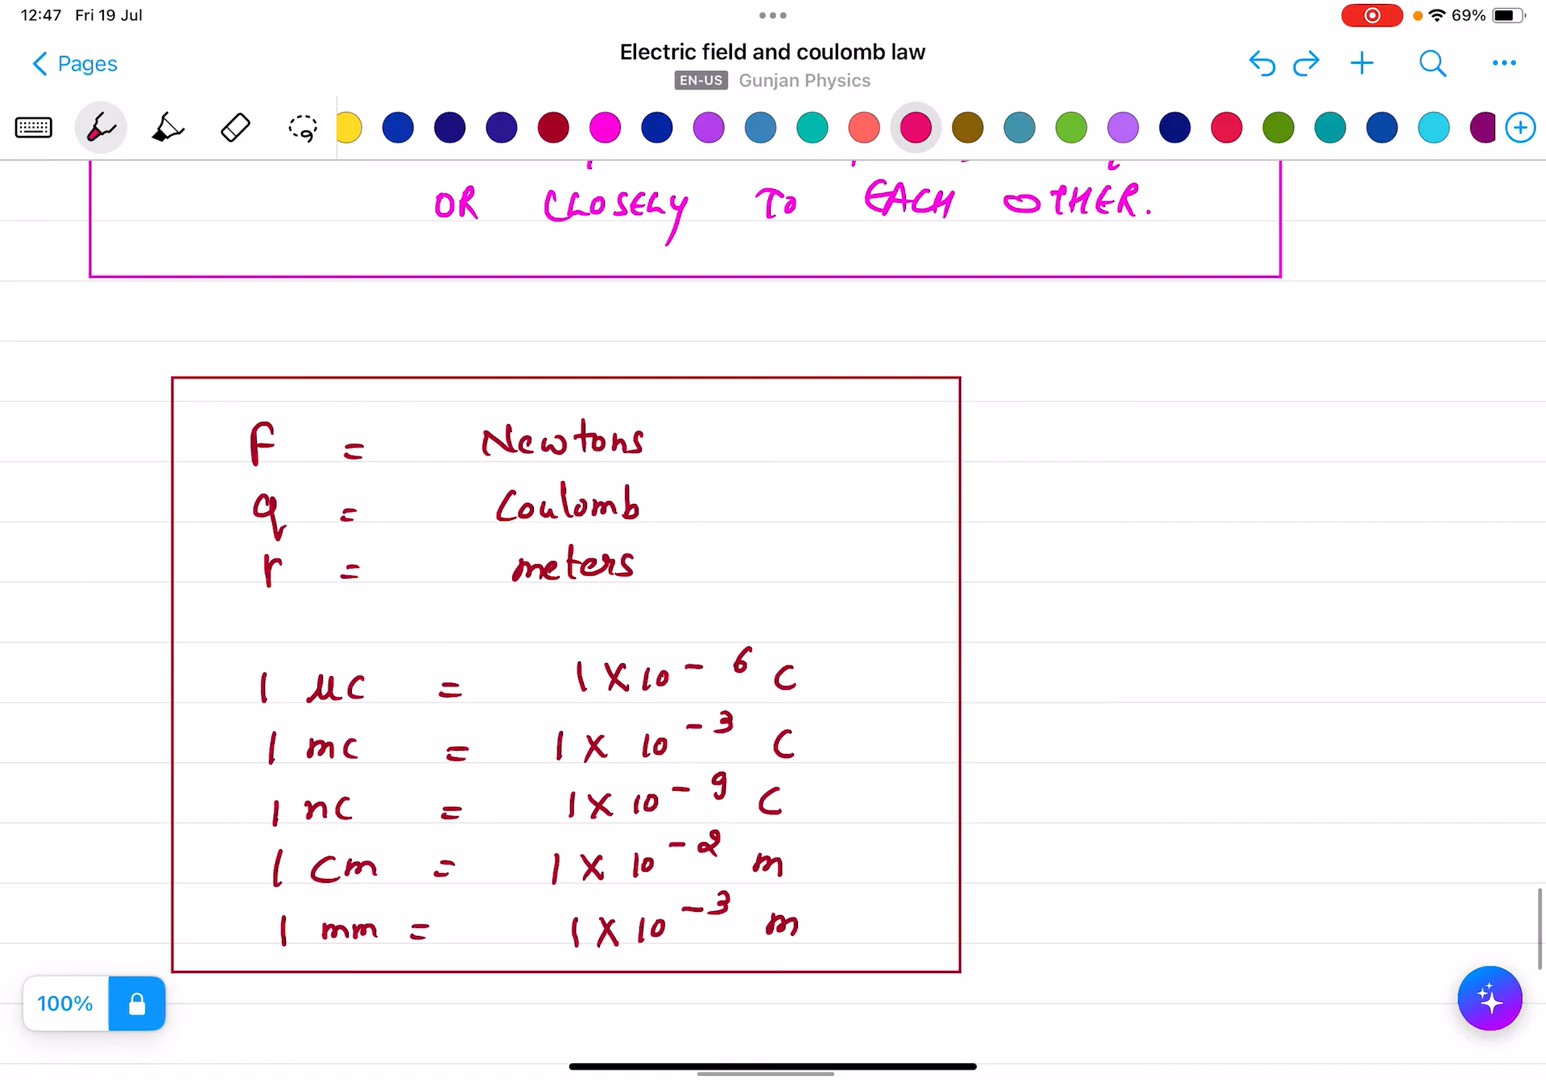 12:47 Fri 19 Jul
69%
Electric field and coulomb law
Pages
EN-US Gunjan Physics
OR CLOSELY TO EACH OTHER.
F = Newtons
q = Coulomb
r = meters
1 μC = 1 X 10⁻⁶ C
1 mC = 1 X 10⁻³ C
1 nC = 1 X 10⁻⁹ C
1 Cm = 1 X 10⁻² m
1 mm = 1 X 10⁻³ m
100%